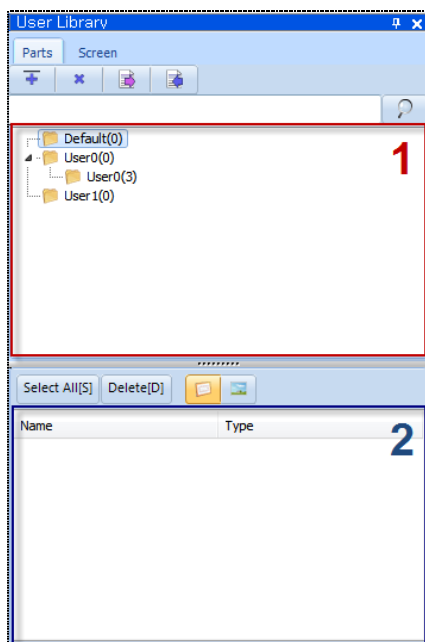 User Library
Parts Screen
Default(0)
1
User0(0)
User0(3)
User1(0)
Select All[S] Delete[D]
Name Type
2